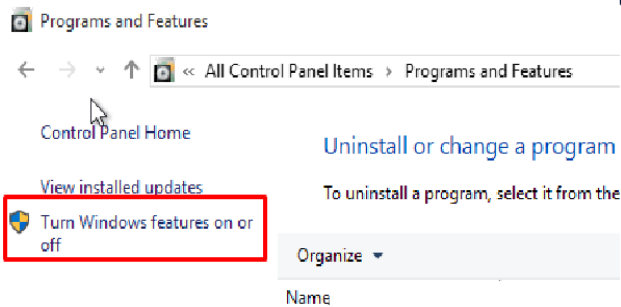 Programs and Features
« All Control Panel Items > Programs and Features
Control Panel Home
View installed updates
Turn Windows features on or
off
Uninstall or change a program
To uninstall a program, select it from the
Organize
Name